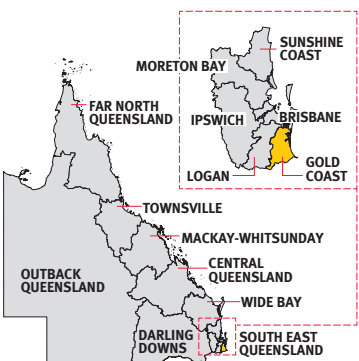 SUNSHINE
COAST
MORETON BAY
IPSWICH
BRISBANE
LOGAN
GOLD
COAST
FAR NORTH
QUEENSLAND
TOWNSVILLE
MACKAY-WHITSUNDAY
CENTRAL
QUEENSLAND
OUTBACK
QUEENSLAND
WIDE BAY
DARLING
DOWNS
SOUTH EAST
QUEENSLAND